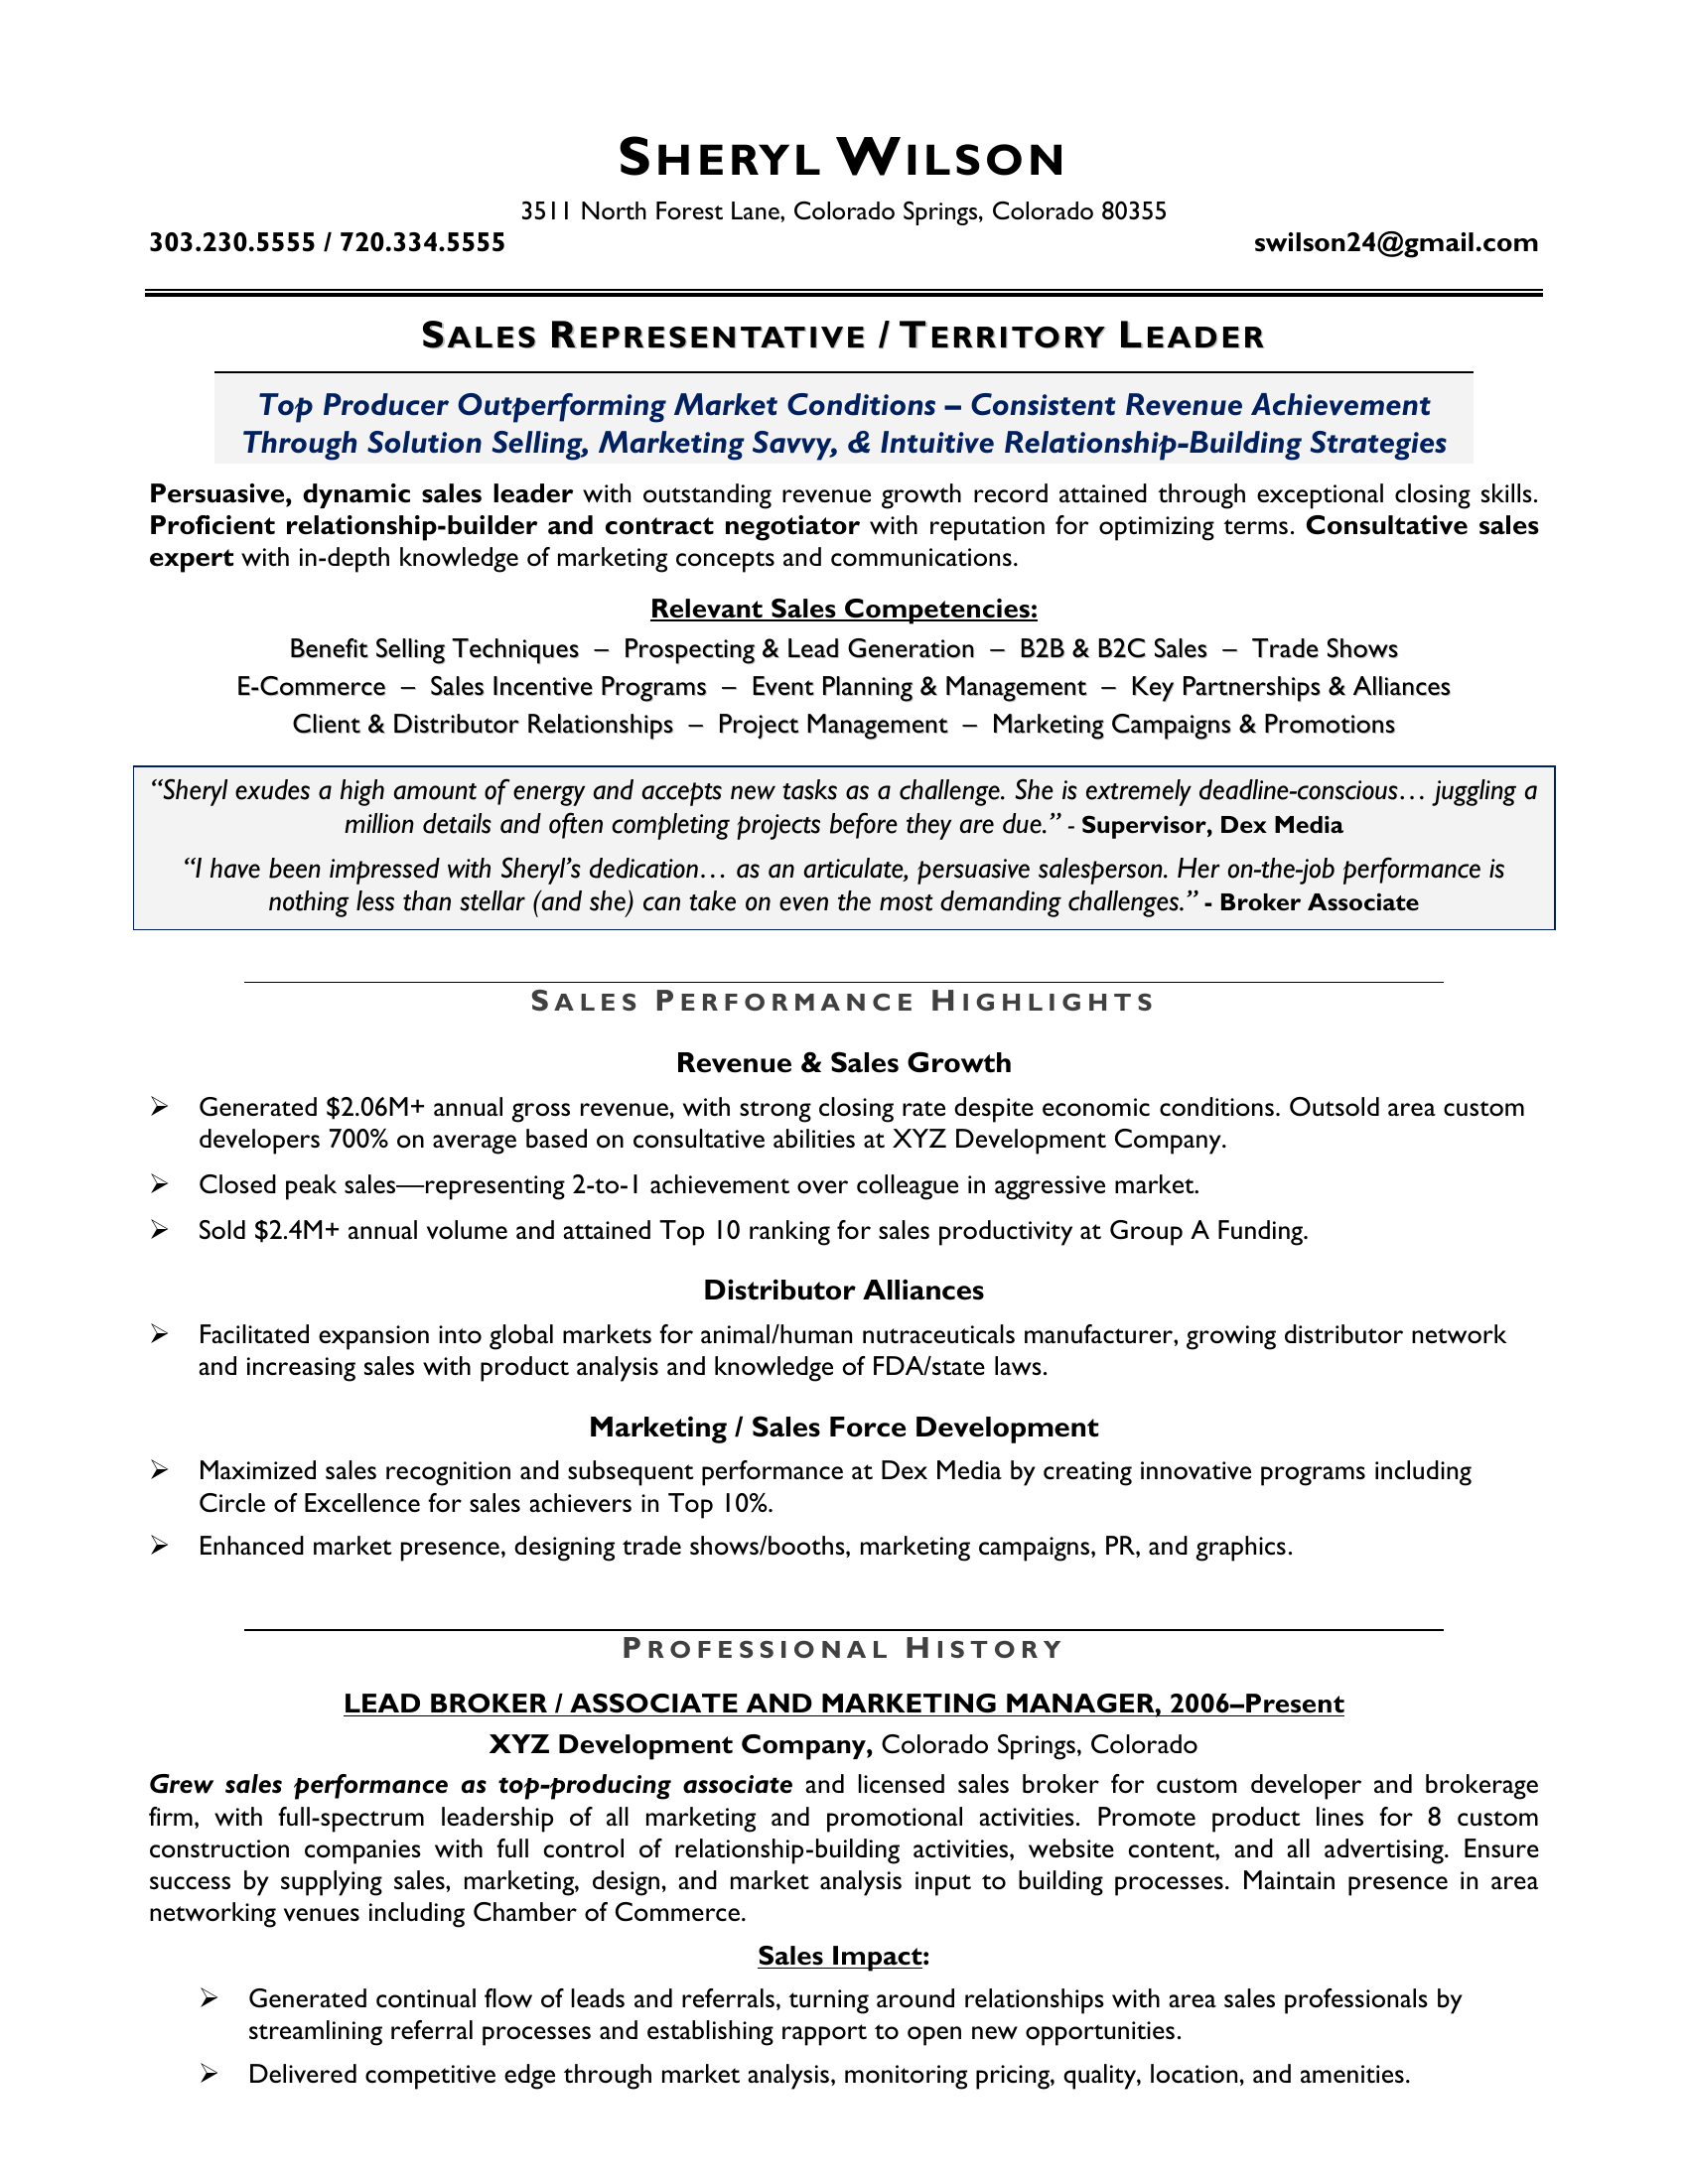 SHERYL WILSON
3511 North Forest Lane, Colorado Springs, Colorado 80355
303.230.5555 / 720.334.5555 swilson24@gmail.com
SALES REPRESENTATIVE / TERRITORY LEADER
Top Producer Outperforming Market Conditions – Consistent Revenue Achievement
Through Solution Selling, Marketing Savvy, & Intuitive Relationship-Building Strategies
Persuasive, dynamic sales leader with outstanding revenue growth record attained through exceptional closing skills.
Proficient relationship-builder and contract negotiator with reputation for optimizing terms. Consultative sales
expert with in-depth knowledge of marketing concepts and communications.
Relevant Sales Competencies:
Benefit Selling Techniques – Prospecting & Lead Generation – B2B & B2C Sales – Trade Shows
E-Commerce – Sales Incentive Programs – Event Planning & Management – Key Partnerships & Alliances
Client & Distributor Relationships – Project Management – Marketing Campaigns & Promotions
“Sheryl exudes a high amount of energy and accepts new tasks as a challenge. She is extremely deadline-conscious… juggling a
million details and often completing projects before they are due.” - Supervisor, Dex Media
“I have been impressed with Sheryl’s dedication… as an articulate, persuasive salesperson. Her on-the-job performance is
nothing less than stellar (and she) can take on even the most demanding challenges.” - Broker Associate
SALES PERFORMANCE HIGHLIGHTS
Revenue & Sales Growth
➢ Generated $2.06M+ annual gross revenue, with strong closing rate despite economic conditions. Outsold area custom
developers 700% on average based on consultative abilities at XYZ Development Company.
➢ Closed peak sales—representing 2-to-1 achievement over colleague in aggressive market.
➢ Sold $2.4M+ annual volume and attained Top 10 ranking for sales productivity at Group A Funding.
Distributor Alliances
➢ Facilitated expansion into global markets for animal/human nutraceuticals manufacturer, growing distributor network
and increasing sales with product analysis and knowledge of FDA/state laws.
Marketing / Sales Force Development
➢ Maximized sales recognition and subsequent performance at Dex Media by creating innovative programs including
Circle of Excellence for sales achievers in Top 10%.
➢ Enhanced market presence, designing trade shows/booths, marketing campaigns, PR, and graphics.
PROFESSIONAL HISTORY
LEAD BROKER / ASSOCIATE AND MARKETING MANAGER, 2006–Present
XYZ Development Company, Colorado Springs, Colorado
Grew sales performance as top-producing associate and licensed sales broker for custom developer and brokerage
firm, with full-spectrum leadership of all marketing and promotional activities. Promote product lines for 8 custom
construction companies with full control of relationship-building activities, website content, and all advertising. Ensure
success by supplying sales, marketing, design, and market analysis input to building processes. Maintain presence in area
networking venues including Chamber of Commerce.
Sales Impact:
➢ Generated continual flow of leads and referrals, turning around relationships with area sales professionals by
streamlining referral processes and establishing rapport to open new opportunities.
➢ Delivered competitive edge through market analysis, monitoring pricing, quality, location, and amenities.